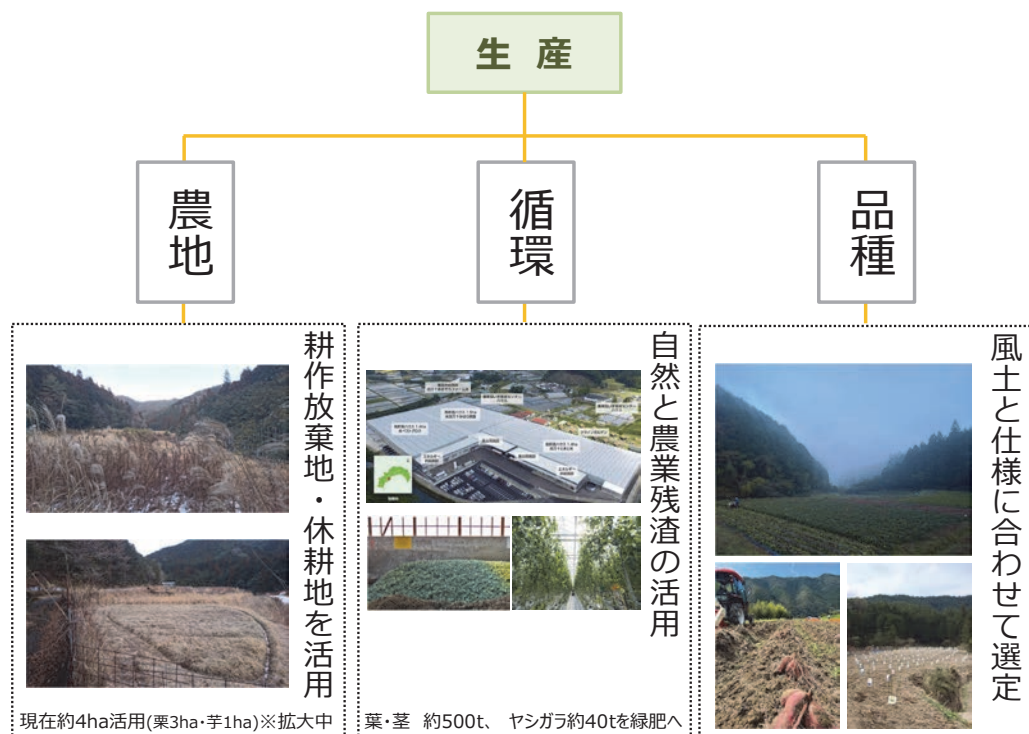 生 産
農地
循環
品種
耕作放棄地・休耕地を活用
自然と農業残渣の活用
風土と仕様に合わせて選定
現在約4ha活用(栗3ha・芋1ha)※拡大中
葉・茎　約500t、　ヤシガラ約40tを緑肥へ